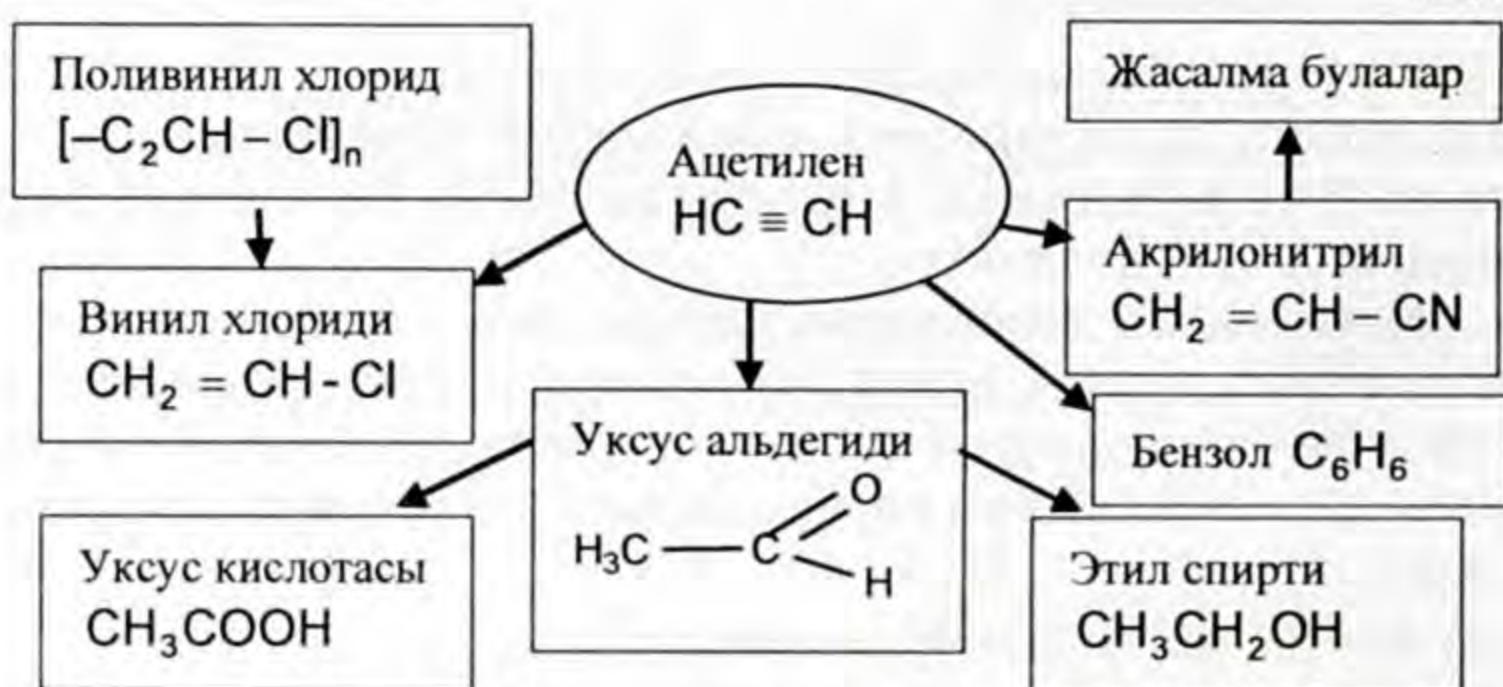 Поливинил хлорид
[–C₂CH – Cl]ₙ
Жасалма булалар
Ацетилен
HC ≡ CH
Акрилонитрил
CH₂ = CH – CN
Винил хлориди
CH₂ = CH - Cl
Уксус альдегиди
H₃C — C
O
H
Бензол C₆H₆
Уксус кислотасы
CH₃COOH
Этил спирти
CH₃CH₂OH